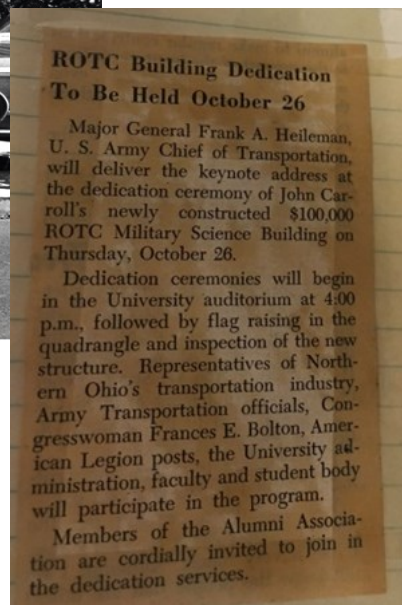 ROTC Building Dedication
To Be Held October 26
Major General Frank A. Heileman,
U. S. Army Chief of Transportation,
will deliver the keynote address at
the dedication ceremony of John Car-
roll's newly constructed $100,000
ROTC Military Science Building on
Thursday, October 26.
Dedication ceremonies will begin
in the University auditorium at 4:00
p.m., followed by flag raising in the
quadrangle and inspection of the new
structure. Representatives of North-
ern Ohio's transportation industry,
Army Transportation officials, Con-
gresswoman Frances E. Bolton, Amer-
ican Legion posts, the University ad-
ministration, faculty and student body
will participate in the program.
Members of the Alumni Associa-
tion are cordially invited to join in
the dedication services.